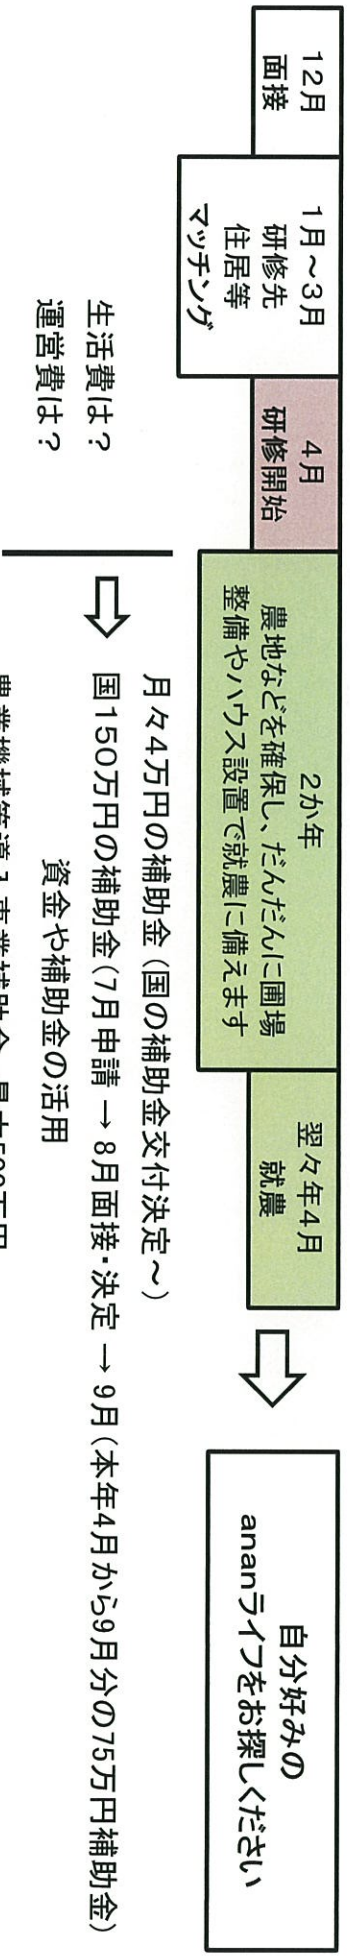 12月
面接
1月～3月
研修先
住居等
マッチング
4月
研修開始
2か年
農地などを確保し、だんだんに圃場
整備やハウス設置で就農に備えます
翌々年4月
就農
自分好みの
ananライフをお探しください
生活費は？
運営費は？
月々4万円の補助金（国の補助金交付決定～）
国150万円の補助金（7月申請 → 8月面接・決定 → 9月（本年4月から9月分の75万円補助金）
資金や補助金の活用